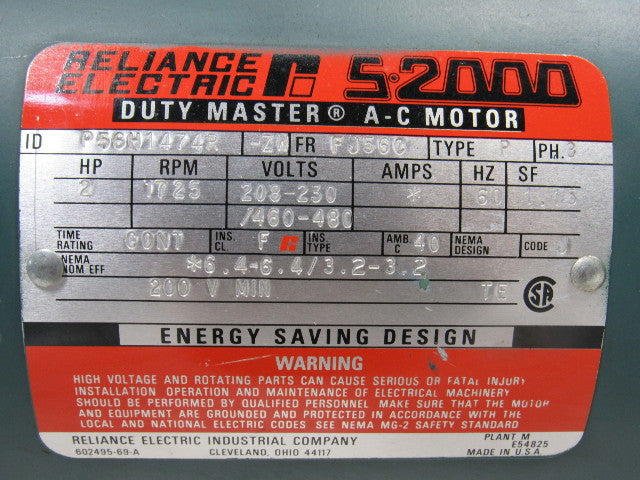 RELIANCE
ELECTRIC R S-2000
DUTY MASTER ® A-C MOTOR
ID P56H1474R -ZW FR FJ56C TYPE P PH. 3
HP RPM VOLTS AMPS HZ SF
2 1725 208-230 * 60 1.15
/460-480
TIME RATING CONT INS. CL. F R INS TYPE AMB. C 40 NEMA DESIGN CODE J
NEMA NOM EFF *6.4-6.4/3.2-3.2
200 V MIN TE SA
ENERGY SAVING DESIGN
WARNING
HIGH VOLTAGE AND ROTATING PARTS CAN CAUSE SERIOUS OR FATAL INJURY
INSTALLATION OPERATION AND MAINTENANCE OF ELECTRICAL MACHINERY
SHOULD BE PERFORMED BY QUALIFIED PERSONNEL MAKE SURE THAT THE MOTOR
AND EQUIPMENT ARE GROUNDED AND PROTECTED IN ACCORDANCE WITH THE
LOCAL AND NATIONAL ELECTRIC CODES SEE NEMA MG-2 SAFETY STANDARD
RELIANCE ELECTRIC INDUSTRIAL COMPANY PLANT M
E54825
602495-69-A CLEVELAND, OHIO 44117 MADE IN U.S.A.